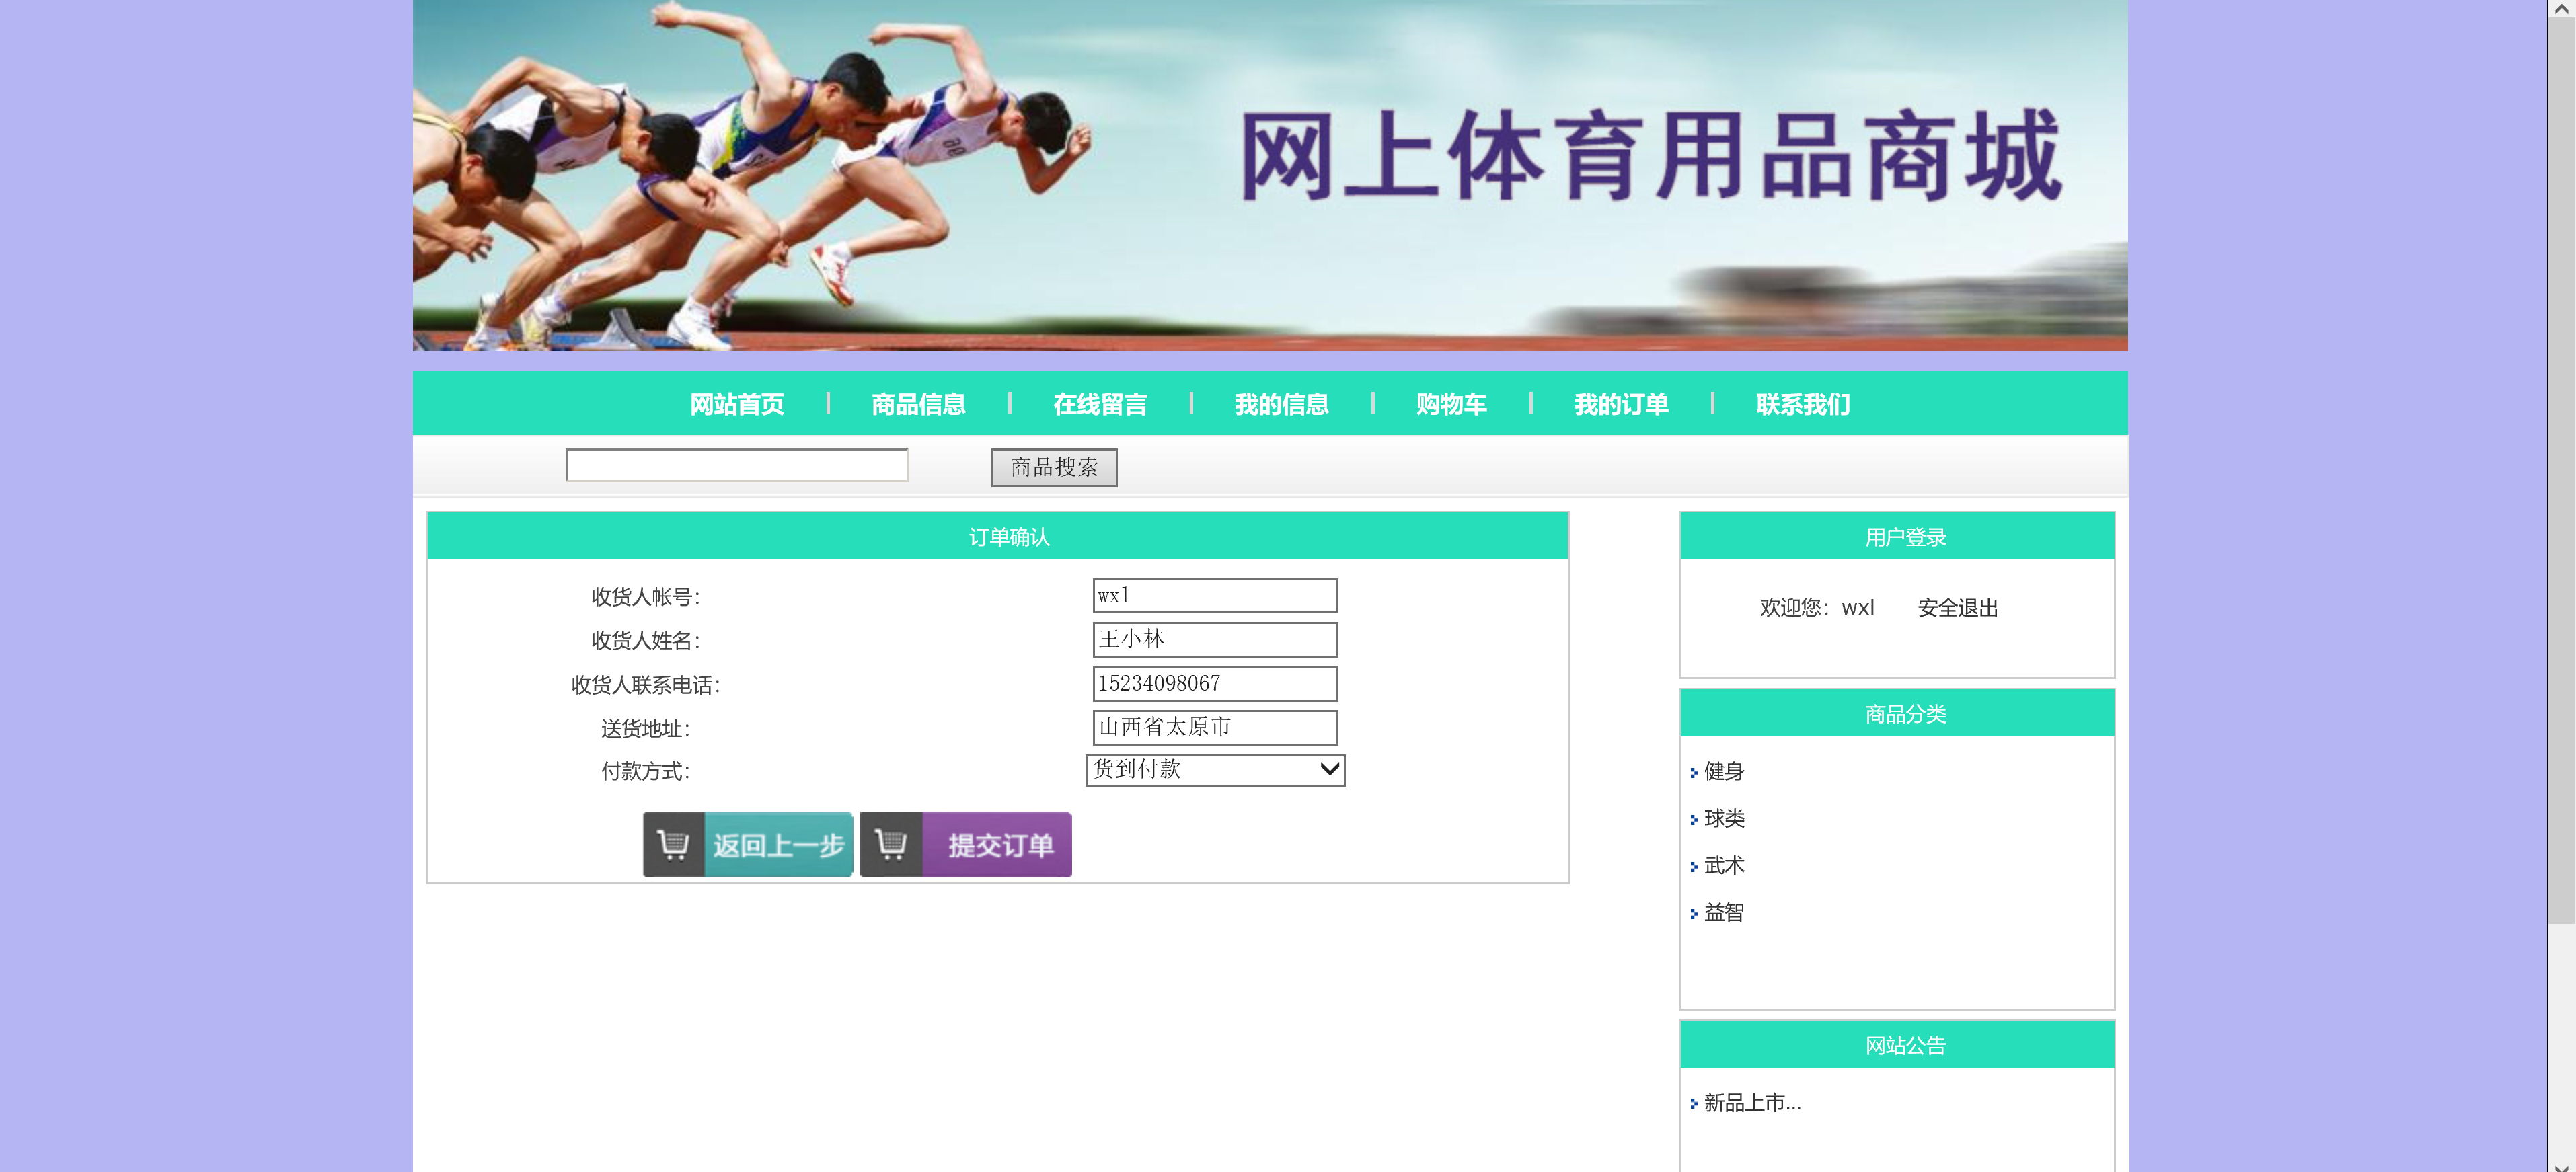 网上体育用品商城
网站首页 | 商品信息 | 在线留言 | 我的信息 | 购物车 | 我的订单 | 联系我们
商品搜索
订单确认
收货人帐号： wxl
收货人姓名： 王小林
收货人联系电话： 15234098067
送货地址： 山西省太原市
付款方式： 货到付款
返回上一步 提交订单
用户登录
欢迎您：wxl 安全退出
商品分类
健身
球类
武术
益智
网站公告
新品上市...